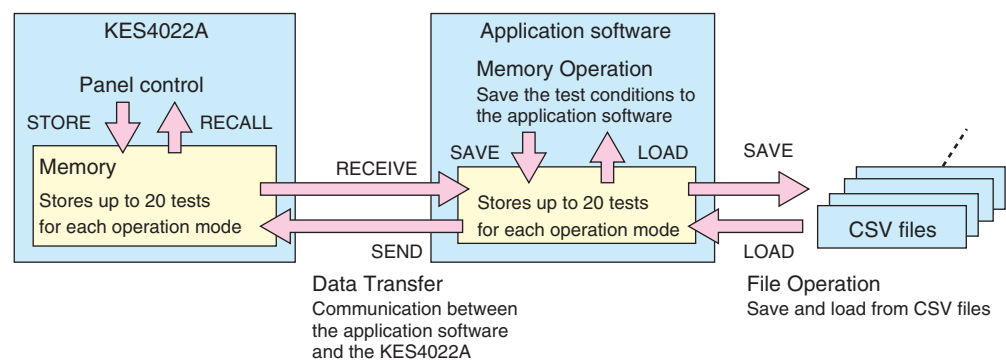 KES4022A
Panel control
STORE
RECALL
Memory
Stores up to 20 tests
for each operation mode
RECEIVE
SEND
Data Transfer
Communication between
the application software
and the KES4022A
Application software
Memory Operation
Save the test conditions to
the application software
SAVE
LOAD
Stores up to 20 tests
for each operation mode
SAVE
LOAD
CSV files
File Operation
Save and load from CSV files